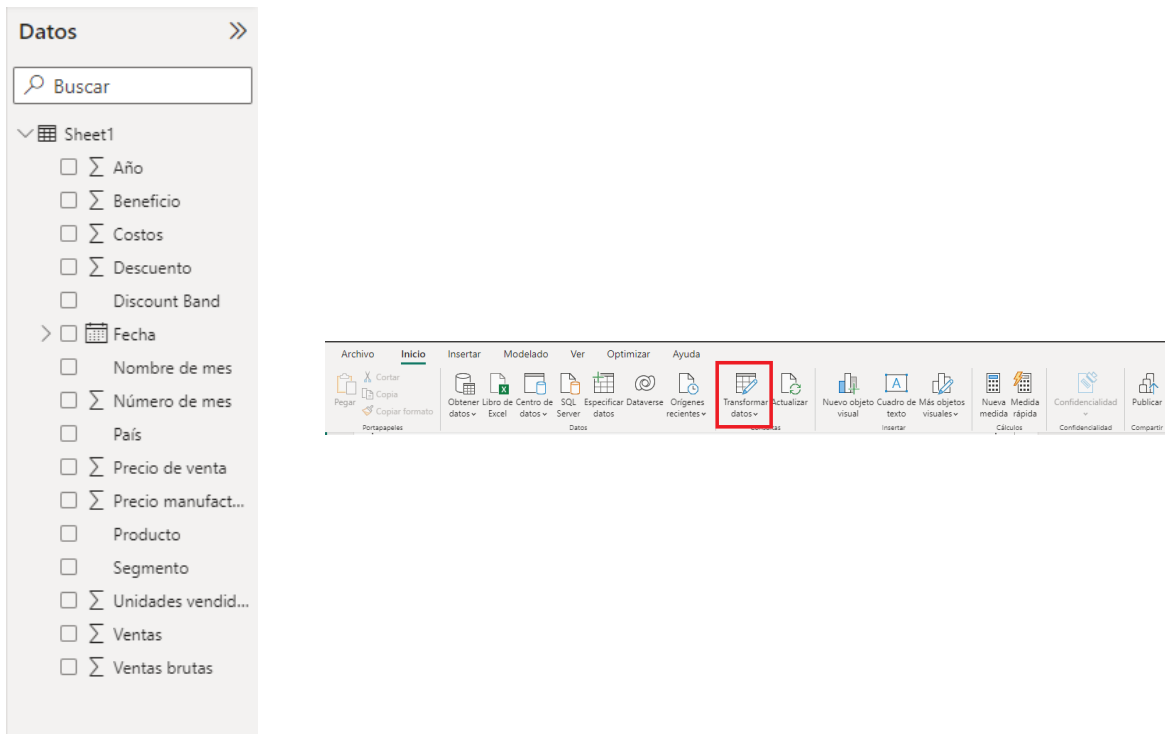 Datos
Buscar
Sheet1
Año
Beneficio
Costos
Descuento
Discount Band
Fecha
Nombre de mes
Número de mes
País
Precio de venta
Precio manufact...
Producto
Segmento
Unidades vendid...
Ventas
Ventas brutas
Archivo Inicio Insertar Modelado Ver Optimizar Ayuda
Pegar
Cortar
Copia
Copiar formato
Portapapeles
Obtener datos
Libro de Excel
Centro de datos
SQL Server
Especificar datos
Dataverse
Orígenes recientes
Datos
Transformar datos
Actualizar
Nuevo objeto visual
Cuadro de texto
Más objetos visuales
Insertar
Nueva medida
Medida rápida
Cálculos
Confidencialidad
Confidencialidad
Publicar
Compartir